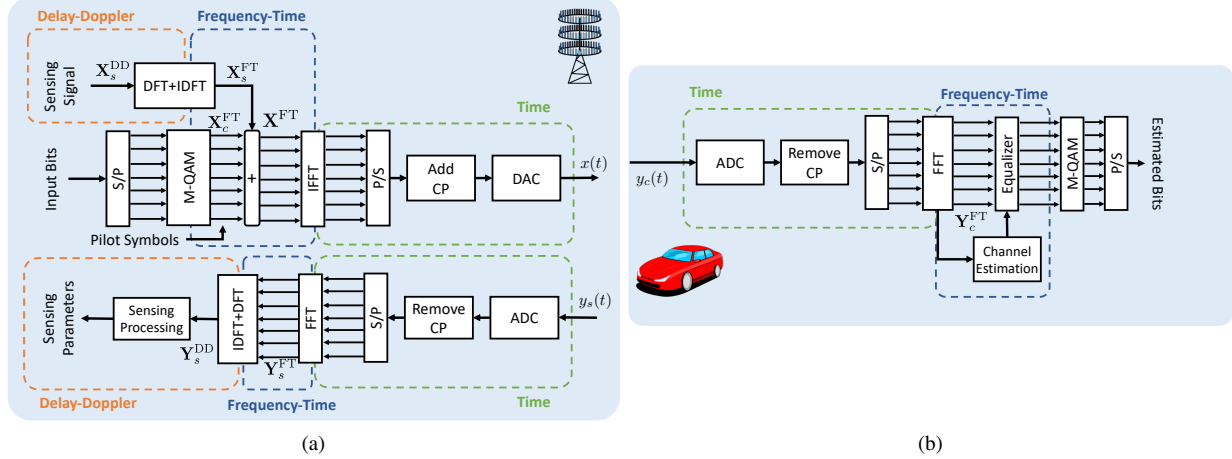 Delay-Doppler
Frequency-Time
Sensing
Signal
X_s^DD
DFT+IDFT
X_s^FT
X_c^FT
X^FT
Time
Input Bits
S/P
M-QAM
+
IFFT
P/S
Add
CP
DAC
x(t)
Pilot Symbols
Sensing
Parameters
Sensing
Processing
Y_s^DD
IDFT+DFT
Y_s^FT
FFT
S/P
Remove
CP
ADC
y_s(t)
Delay-Doppler
Frequency-Time
Time
(a)
Time
Frequency-Time
y_c(t)
ADC
Remove
CP
S/P
FFT
Equalizer
M-QAM
P/S
Estimated
Bits
Y_c^FT
Channel
Estimation
(b)